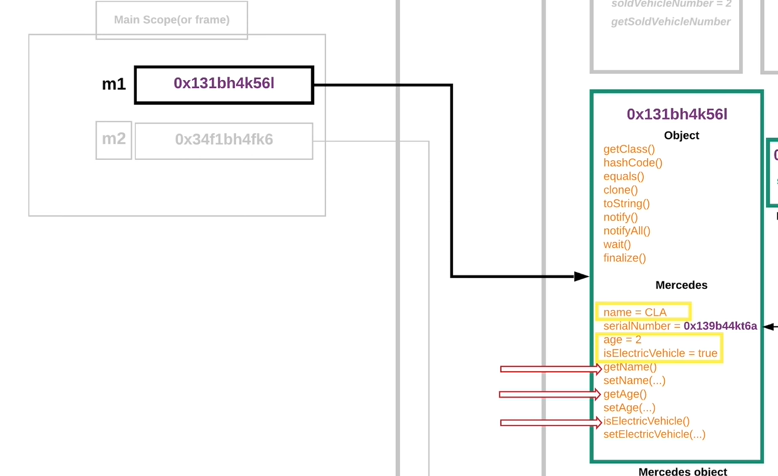 soldVehicleNumber = 2
getSoldVehicleNumber
Main Scope(or frame)
m1
0x131bh4k56l
m2
0x34f1bh4fk6
0x131bh4k56l
Object
getClass()
hashCode()
equals()
clone()
toString()
notify()
notifyAll()
wait()
finalize()
Mercedes
name = CLA
serialNumber = 0x139b44kt6a
age = 2
isElectricVehicle = true
getName()
setName(...)
getAge()
setAge(...)
isElectricVehicle()
setElectricVehicle(...)
Mercedes object